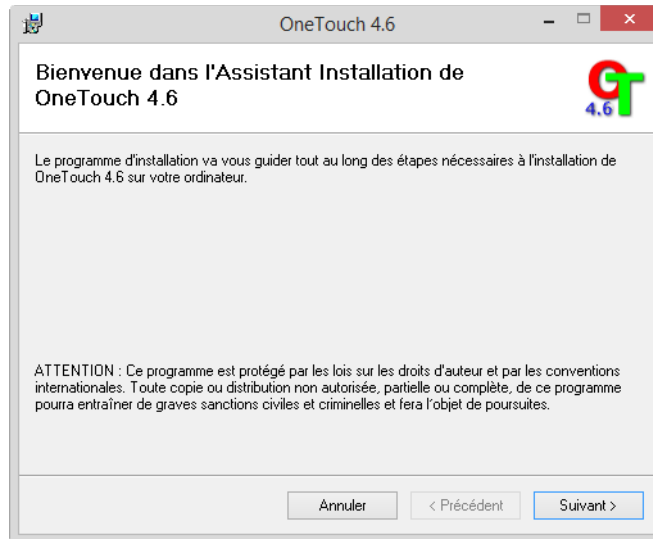 OneTouch 4.6
Bienvenue dans l'Assistant Installation de
OneTouch 4.6
OT
4.6
Le programme d'installation va vous guider tout au long des étapes nécessaires à l'installation de
OneTouch 4.6 sur votre ordinateur.
ATTENTION : Ce programme est protégé par les lois sur les droits d'auteur et par les conventions
internationales. Toute copie ou distribution non autorisée, partielle ou complète, de ce programme
pourra entraîner de graves sanctions civiles et criminelles et fera l'objet de poursuites.
Annuler
< Précédent
Suivant >